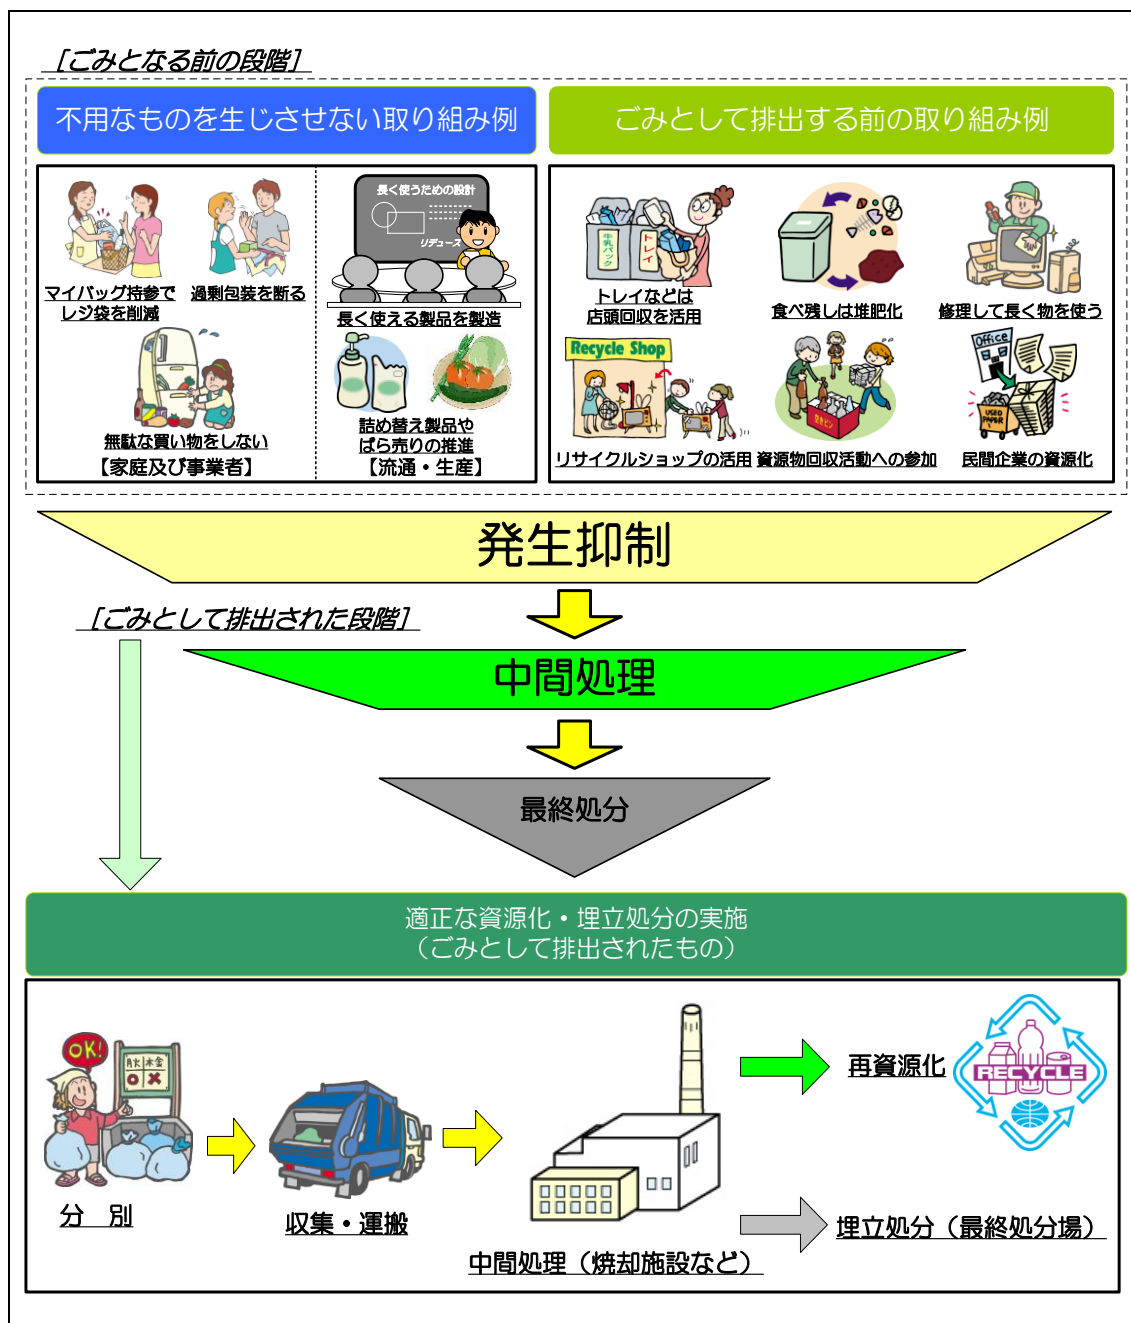 ［ごみとなる前の段階］
不用なものを生じさせない取り組み例
ごみとして排出する前の取り組み例
長く使うための設計
リデュース
マイバッグ持参で
レジ袋を削減
過剰包装を断る
長く使える製品を製造
無駄な買い物をしない
【家庭及び事業者】
詰め替え製品や
ばら売りの推進
【流通・生産】
牛乳パック
トレイ
トレイなどは
店頭回収を活用
食べ残しは堆肥化
修理して長く物を使う
Recycle Shop
リサイクルショップの活用
空きビン
資源物回収活動への参加
Office
USED
PAPER
民間企業の資源化
発生抑制
［ごみとして排出された段階］
中間処理
最終処分
適正な資源化・埋立処分の実施
（ごみとして排出されたもの）
OK!
月火木金
分　別
収集・運搬
中間処理（焼却施設など）
再資源化
RECYCLE
埋立処分（最終処分場）